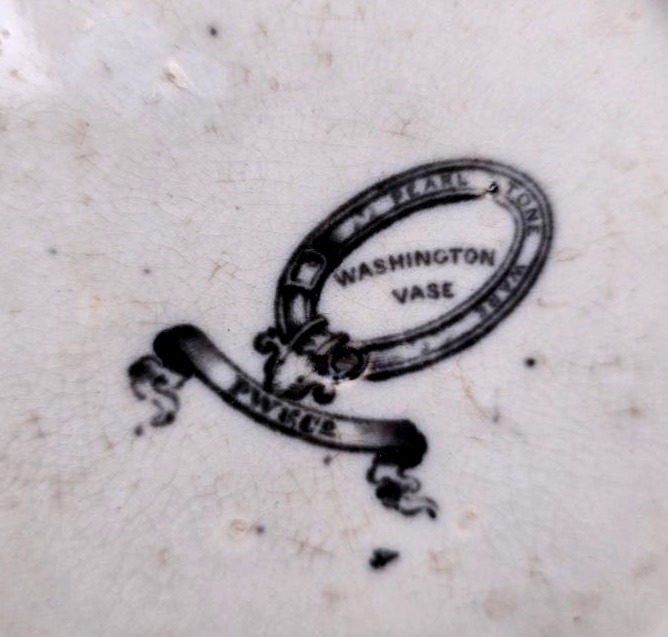 PEARL STONE WARE
WASHINGTON
VASE
P.W.&Co.